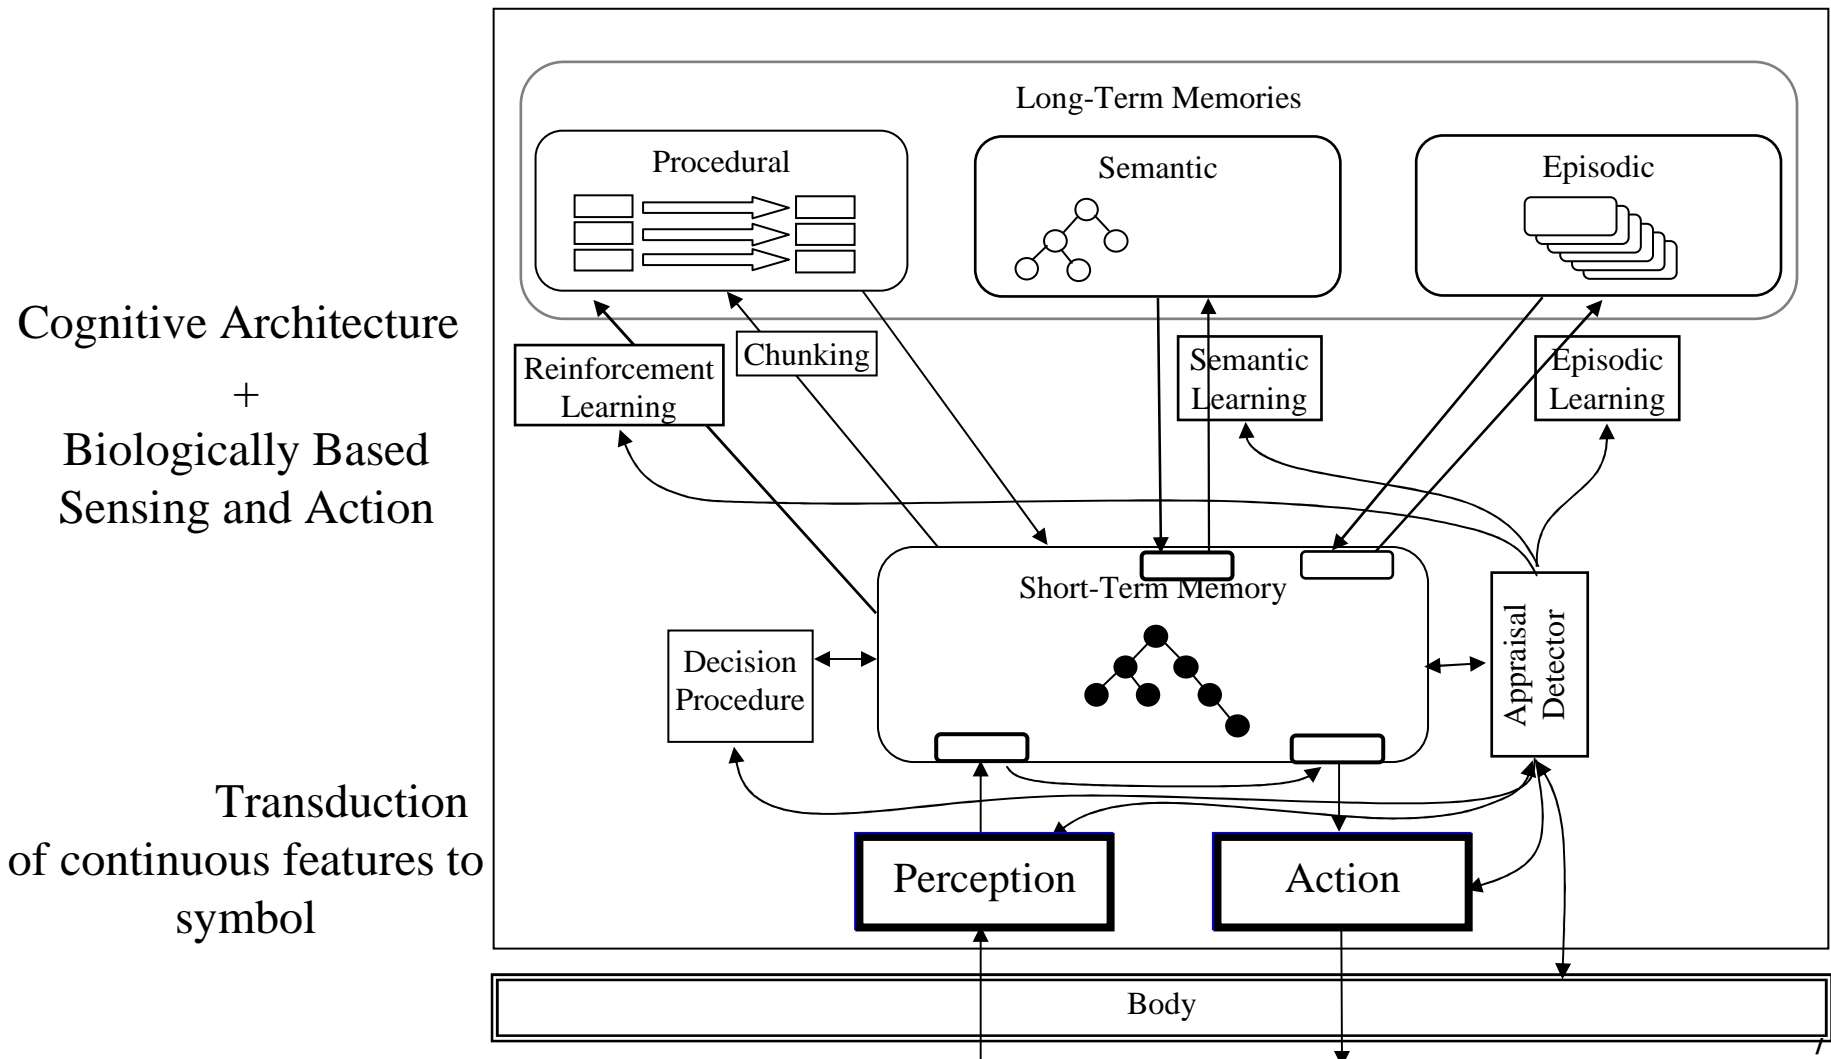 Cognitive Architecture
+
Biologically Based
Sensing and Action
Transduction
of continuous features to
symbol
Long-Term Memories
Procedural
Semantic
Episodic
Reinforcement
Learning
Chunking
Semantic
Learning
Episodic
Learning
Short-Term Memory
Decision
Procedure
Appraisal
Detector
Perception
Action
Body
7